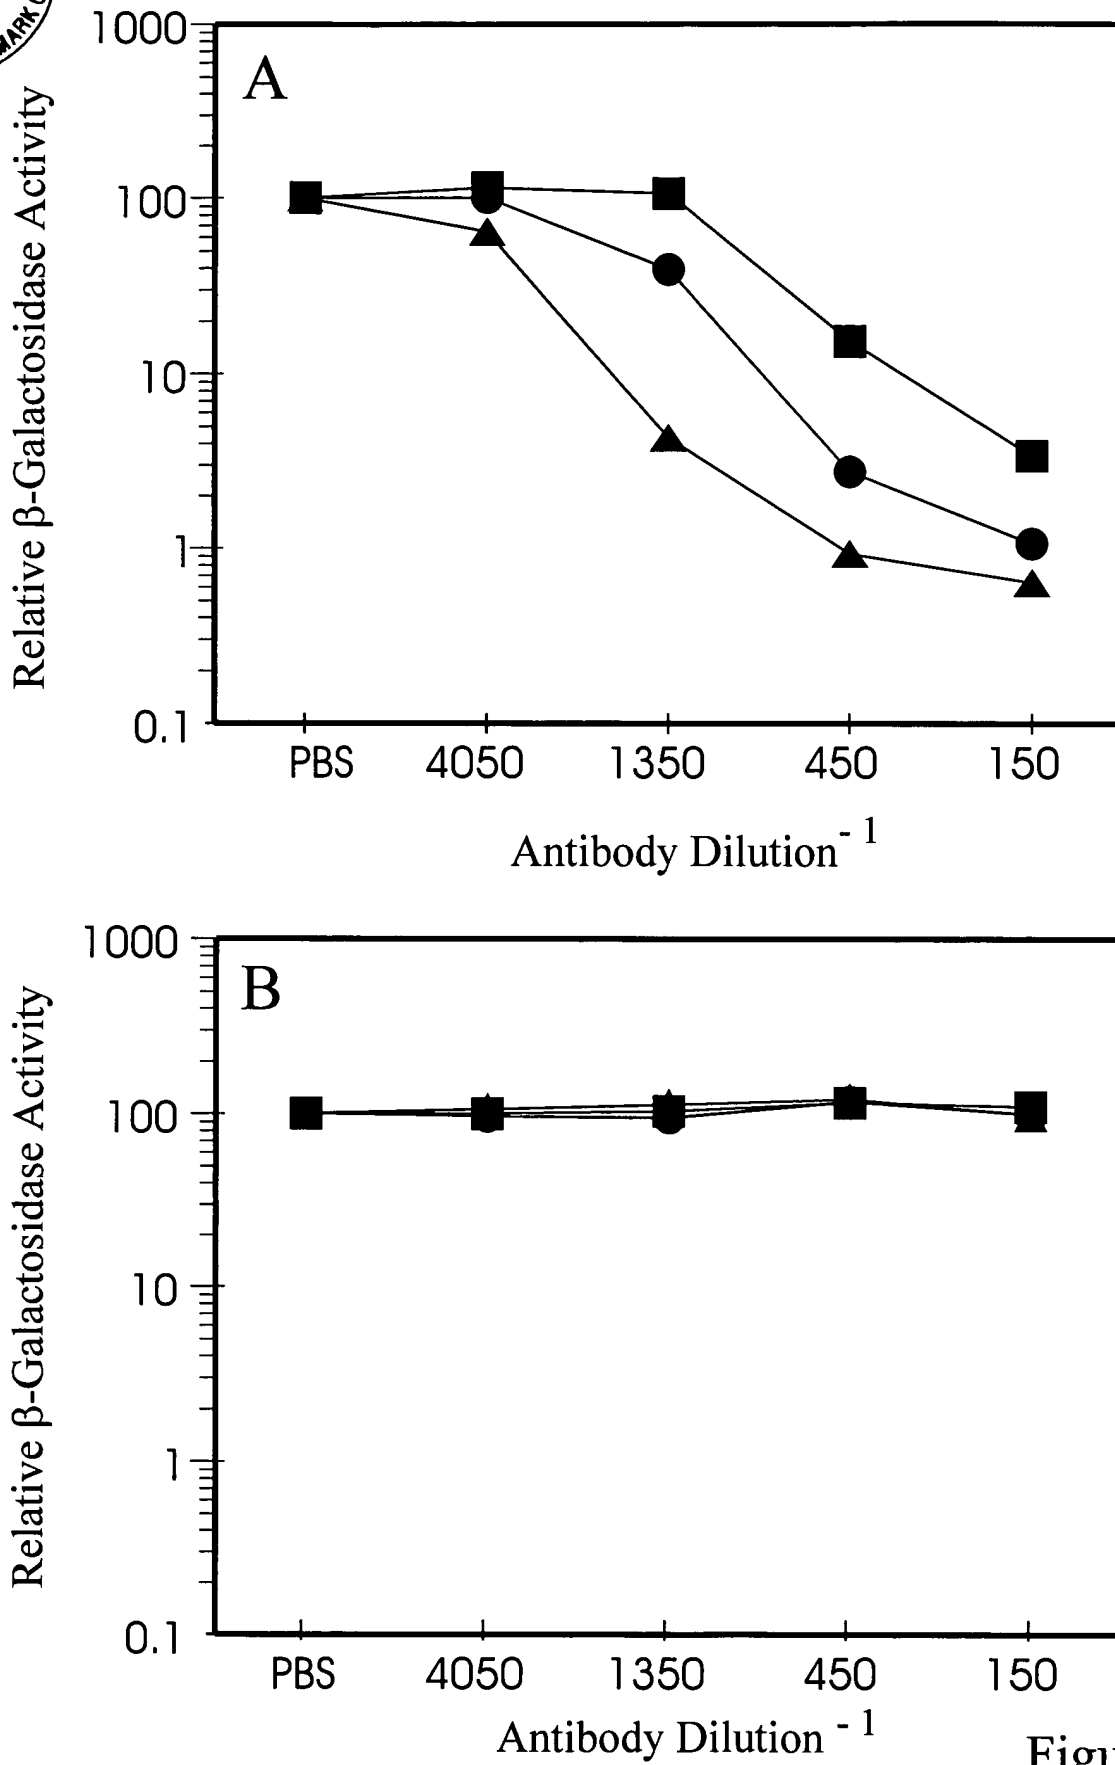 MARK
1000
A
100
10
1
0.1
Relative β-Galactosidase Activity
PBS 4050 1350 450 150
Antibody Dilution⁻¹
1000
B
100
10
1
0.1
Relative β-Galactosidase Activity
PBS 4050 1350 450 150
Antibody Dilution⁻¹